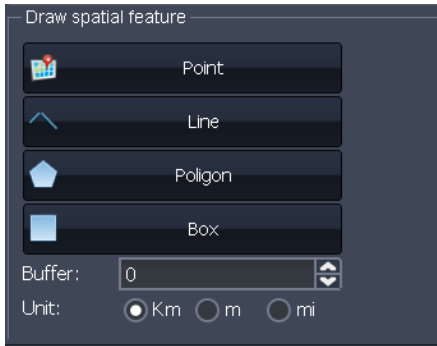 Draw spatial feature
Point
Line
Poligon
Box
Buffer: 0
Unit: Km m mi